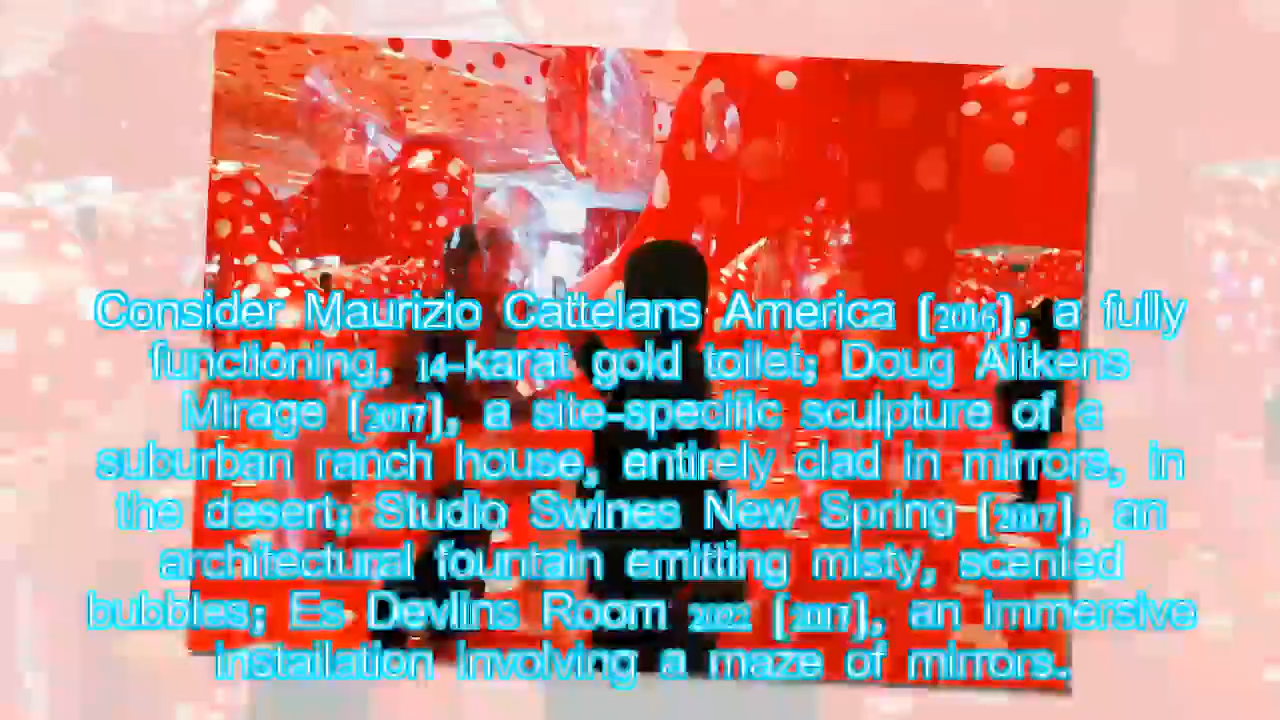 Consider Maurizio Cattelans America [2016], a fully
functioning, 14-karat gold toilet; Doug Aitkens
Mirage [2017], a site-specific sculpture of a
suburban ranch house, entirely clad in mirrors, in
the desert; Studio Swines New Spring [2017], an
architectural fountain emitting misty, scented
bubbles; Es Devlins Room 2022 [2017], an immersive
installation involving a maze of mirrors.